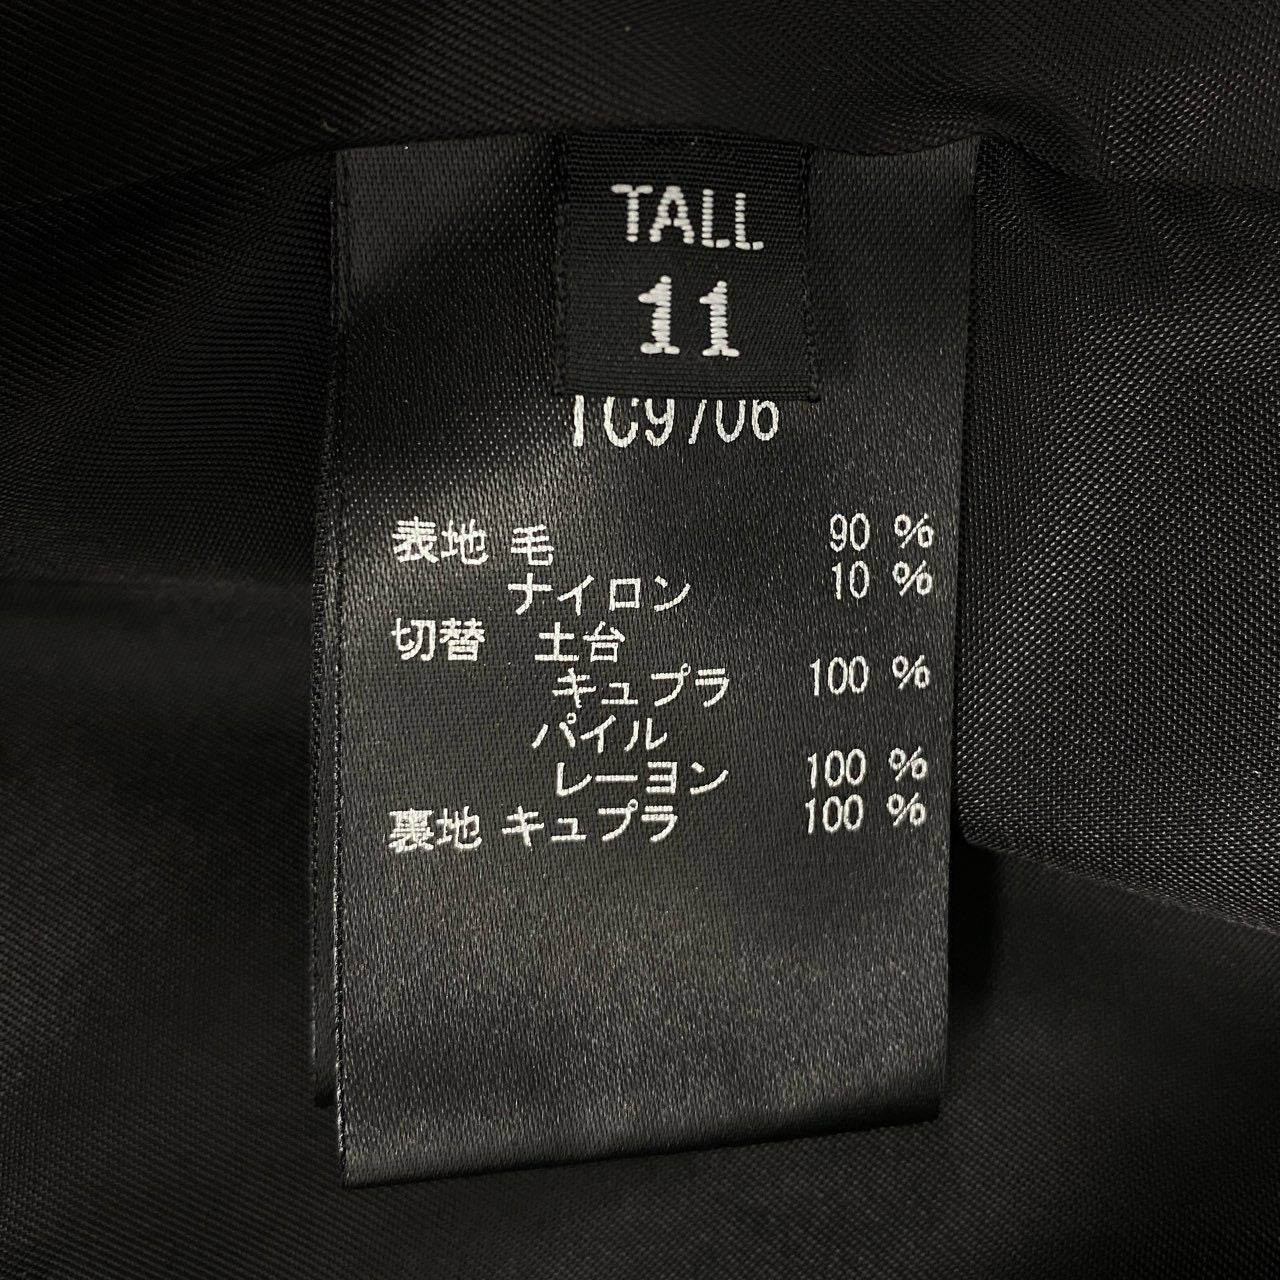 TALL
11
TC9706
表地 毛 90 %
ナイロン 10 %
切替 土台
キュプラ 100 %
パイル
レーヨン 100 %
裏地 キュプラ 100 %